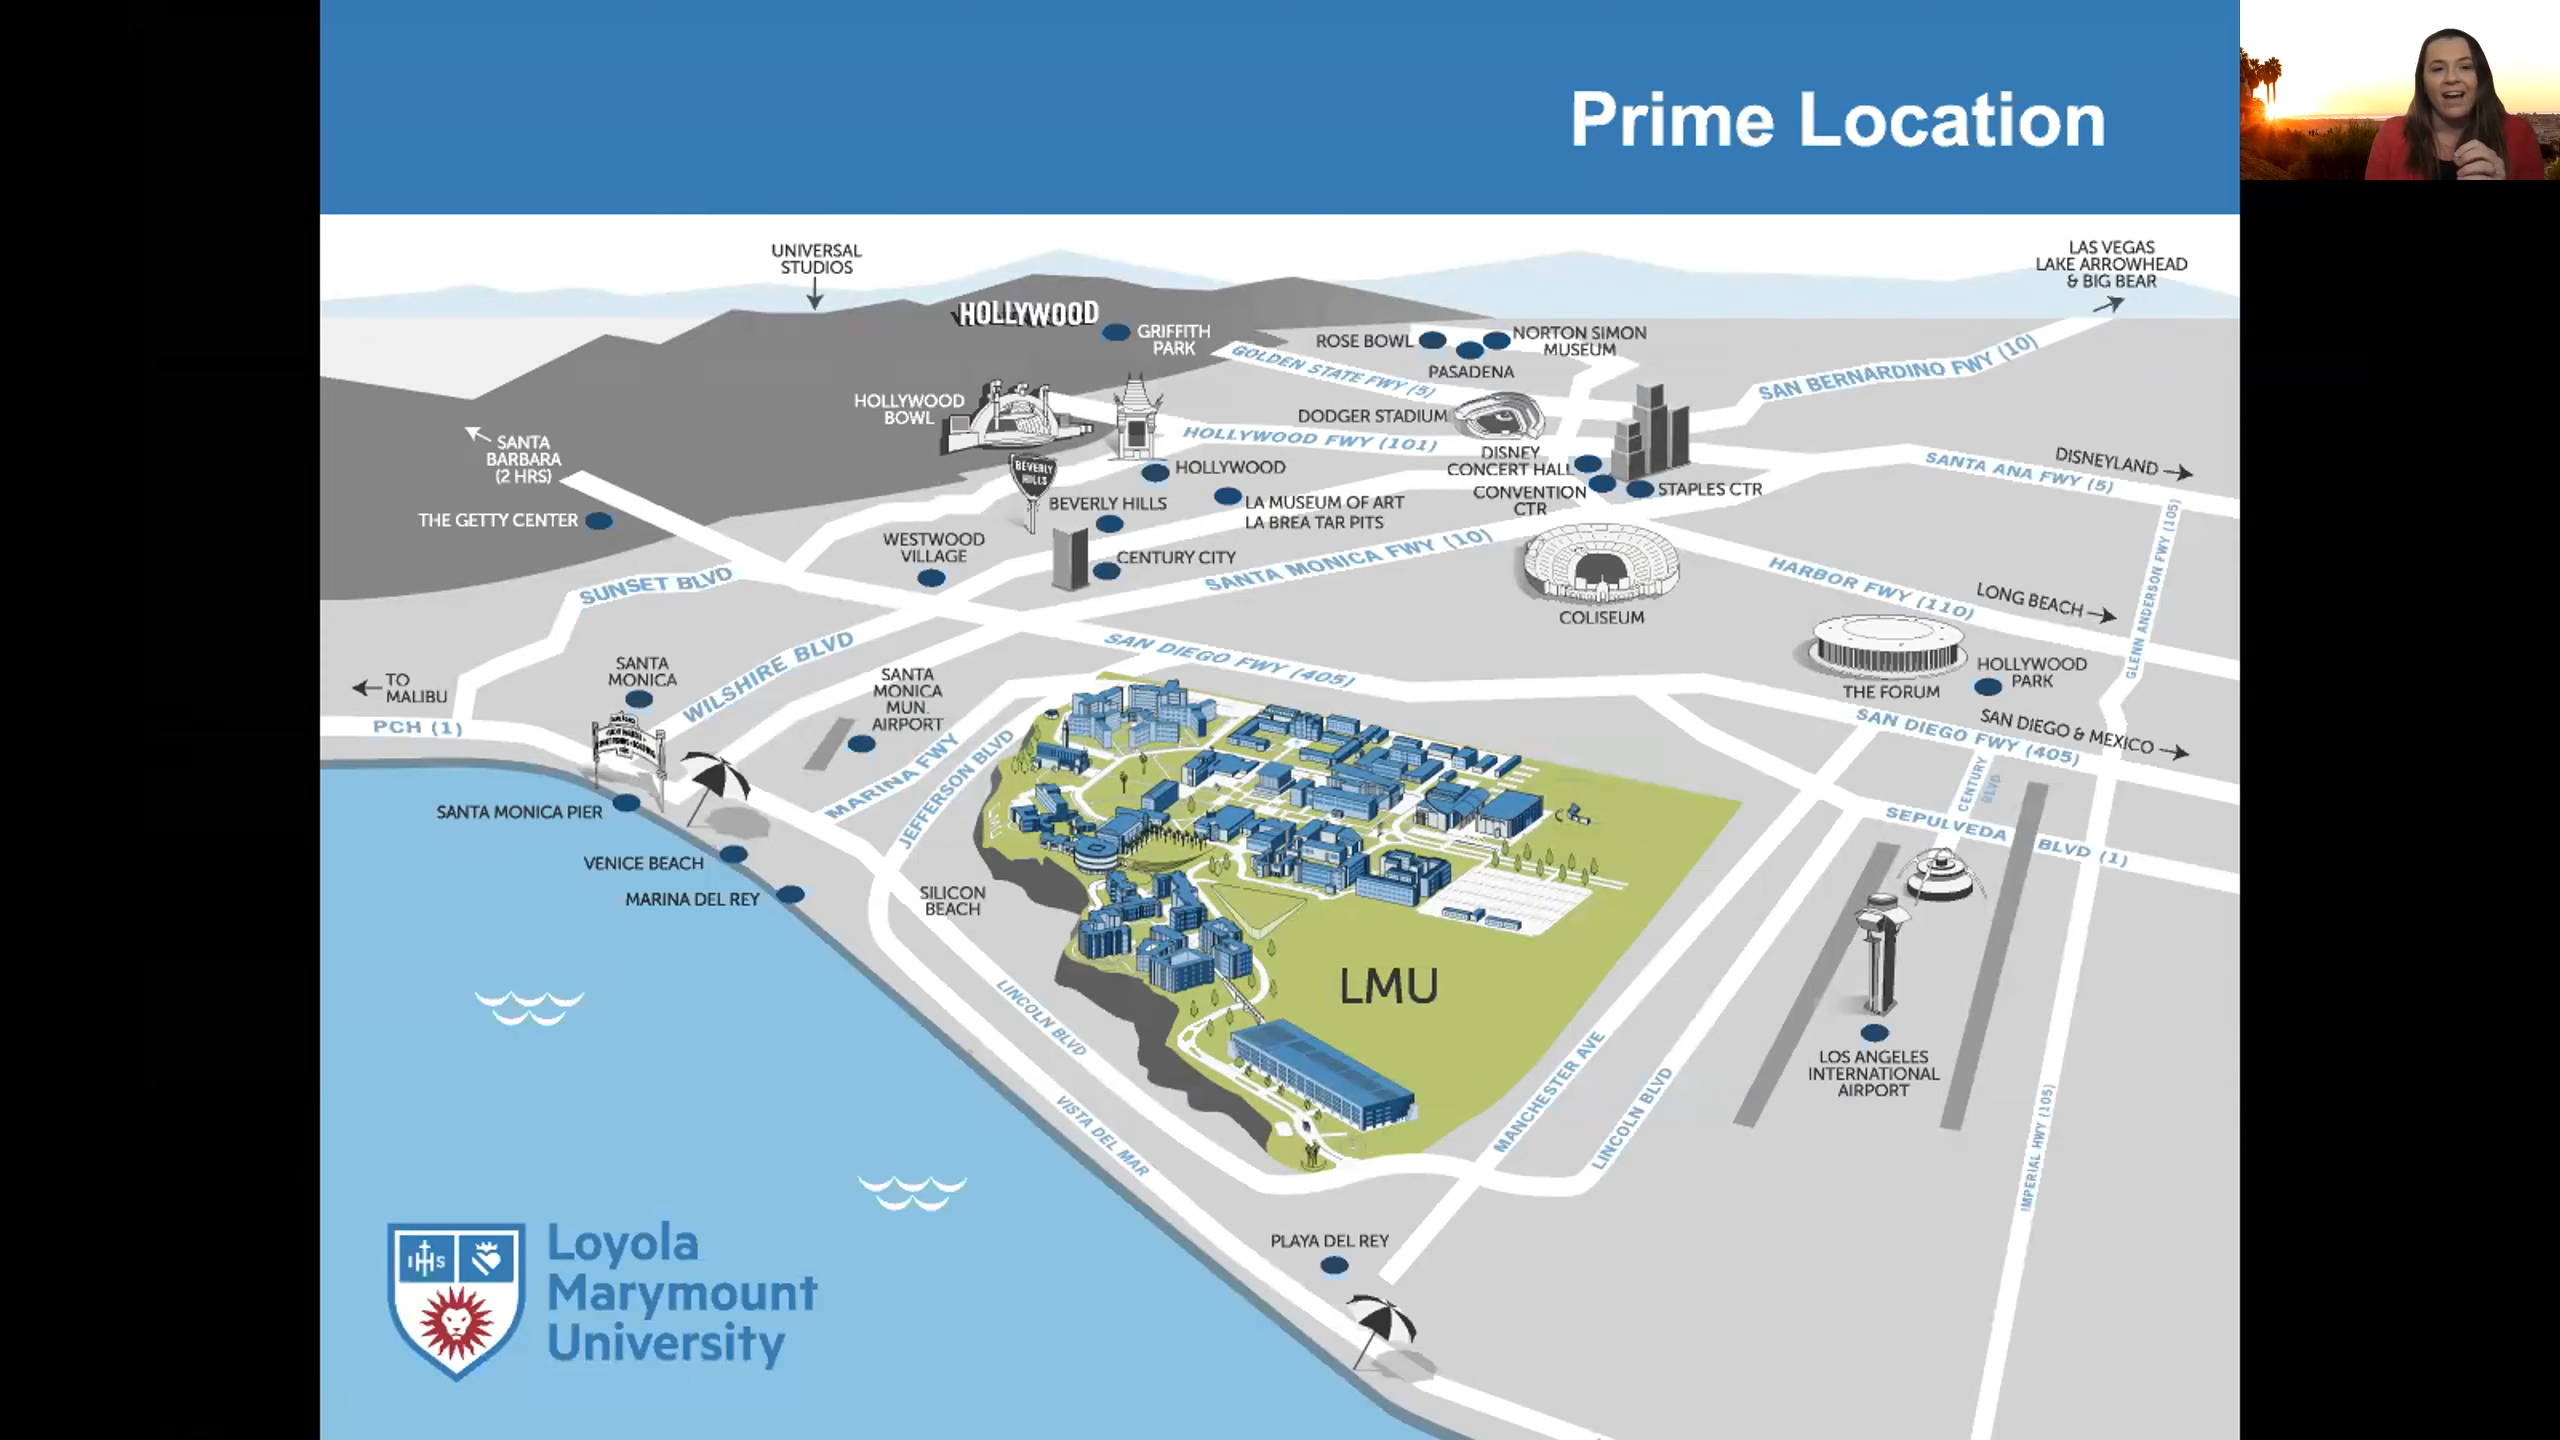 Prime Location
UNIVERSAL
STUDIOS
LAS VEGAS
LAKE ARROWHEAD
& BIG BEAR
HOLLYWOOD
GRIFFITH
PARK
ROSE BOWL
NORTON SIMON
MUSEUM
PASADENA
GOLDEN STATE FWY (5)
SAN BERNARDINO FWY (10)
HOLLYWOOD
BOWL
DODGER STADIUM
HOLLYWOOD FWY (101)
SANTA
BARBARA
(2 HRS)
DISNEY
CONCERT HALL
CONVENTION
CTR
STAPLES CTR
SANTA ANA FWY (5)
DISNEYLAND
BEVERLY
HILLS
HOLLYWOOD
BEVERLY HILLS
LA MUSEUM OF ART
LA BREA TAR PITS
THE GETTY CENTER
WESTWOOD
VILLAGE
CENTURY CITY
SANTA MONICA FWY (10)
SUNSET BLVD
HARBOR FWY (110)
LONG BEACH
GLENN ANDERSON FWY (105)
COLISEUM
WILSHIRE BLVD
SAN DIEGO FWY (405)
TO
MALIBU
SANTA
MONICA
SANTA
MONICA
MUN.
AIRPORT
THE FORUM
HOLLYWOOD
PARK
PCH (1)
SAN DIEGO FWY (405)
SAN DIEGO & MEXICO
MARINA FWY
JEFFERSON BLVD
CENTURY
BLVD
SANTA MONICA PIER
SEPULVEDA BLVD (1)
VENICE BEACH
MARINA DEL REY
SILICON
BEACH
LMU
LINCOLN BLVD
VISTA DEL MAR
MANCHESTER AVE
LINCOLN BLVD
LOS ANGELES
INTERNATIONAL
AIRPORT
IMPERIAL HWY (105)
PLAYA DEL REY
IHS
Loyola
Marymount
University